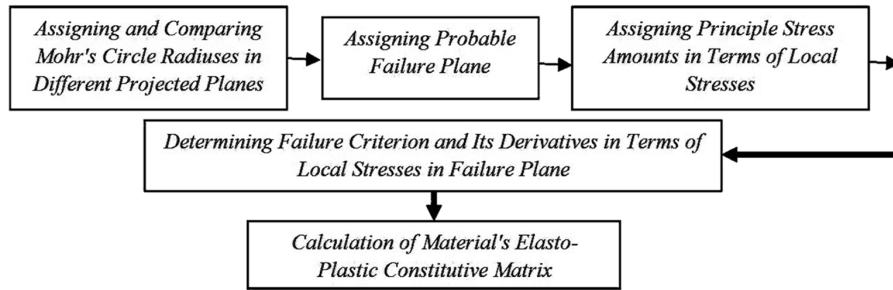 Assigning and Comparing
Mohr's Circle Radiuses in
Different Projected Planes
Assigning Probable
Failure Plane
Assigning Principle Stress
Amounts in Terms of Local
Stresses
Determining Failure Criterion and Its Derivatives in Terms of
Local Stresses in Failure Plane
Calculation of Material's Elasto-
Plastic Constitutive Matrix